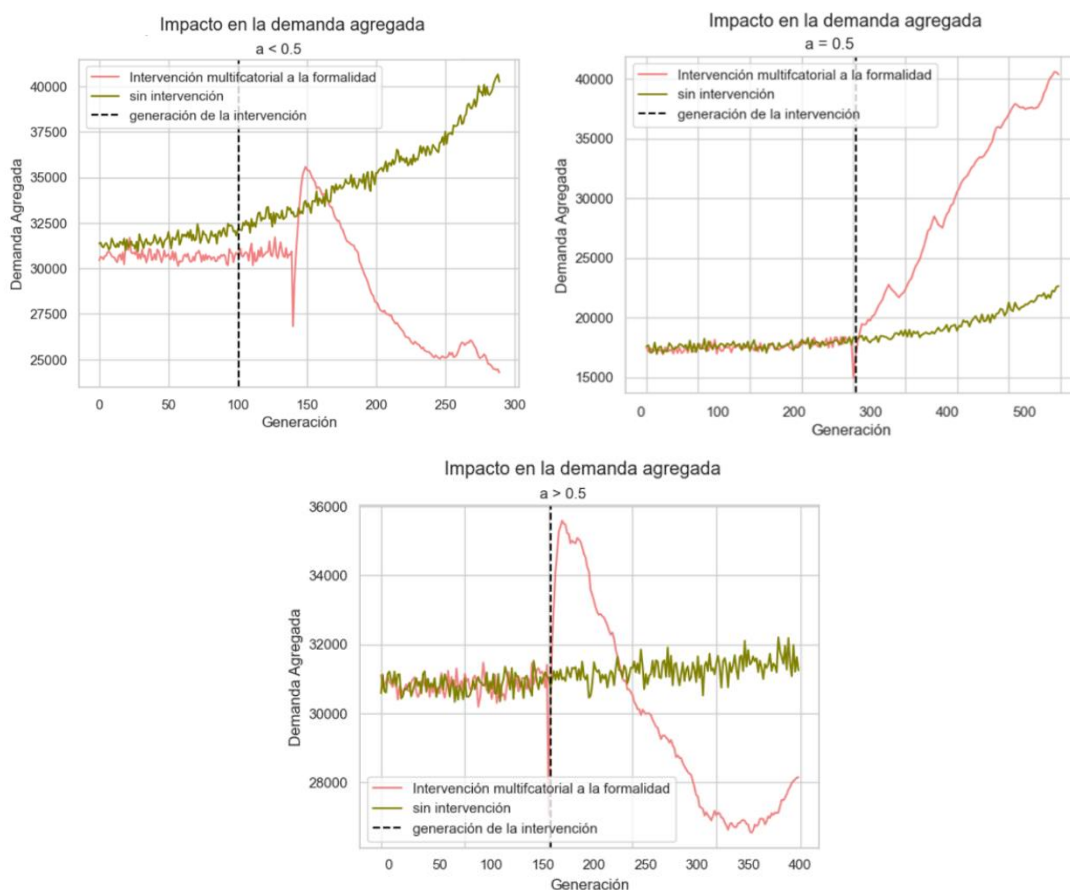 Impacto en la demanda agregada
a < 0.5
Intervención multifcatorial a la formalidad
sin intervención
generación de la intervención
40000
37500
35000
32500
30000
27500
25000
Demanda Agregada
0 50 100 150 200 250 300
Generación
Impacto en la demanda agregada
a = 0.5
Intervención multifcatorial a la formalidad
sin intervención
generación de la intervención
40000
35000
30000
25000
20000
15000
Demanda Agregada
0 100 200 300 400 500
Generación
Impacto en la demanda agregada
a > 0.5
36000
34000
32000
30000
28000
Demanda Agregada
Intervención multifcatorial a la formalidad
sin intervención
generación de la intervención
0 50 100 150 200 250 300 350 400
Generación